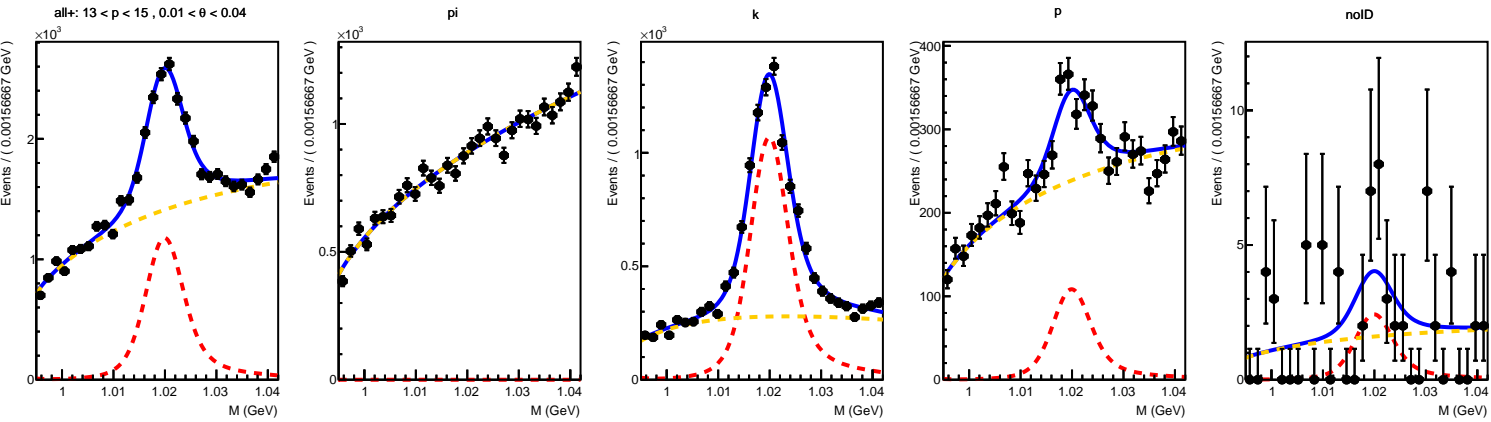 all+: 13 < p < 15 , 0.01 < θ < 0.04
×10³
Events / ( 0.00156667 GeV )
2
1
0
1 1.01 1.02 1.03 1.04
M (GeV)
pi
×10³
Events / ( 0.00156667 GeV )
1
0.5
0
1 1.01 1.02 1.03 1.04
M (GeV)
k
×10³
Events / ( 0.00156667 GeV )
1
0.5
0
1 1.01 1.02 1.03 1.04
M (GeV)
p
Events / ( 0.00156667 GeV )
400
300
200
100
0
1 1.01 1.02 1.03 1.04
M (GeV)
noID
Events / ( 0.00156667 GeV )
10
5
0
1 1.01 1.02 1.03 1.04
M (GeV)